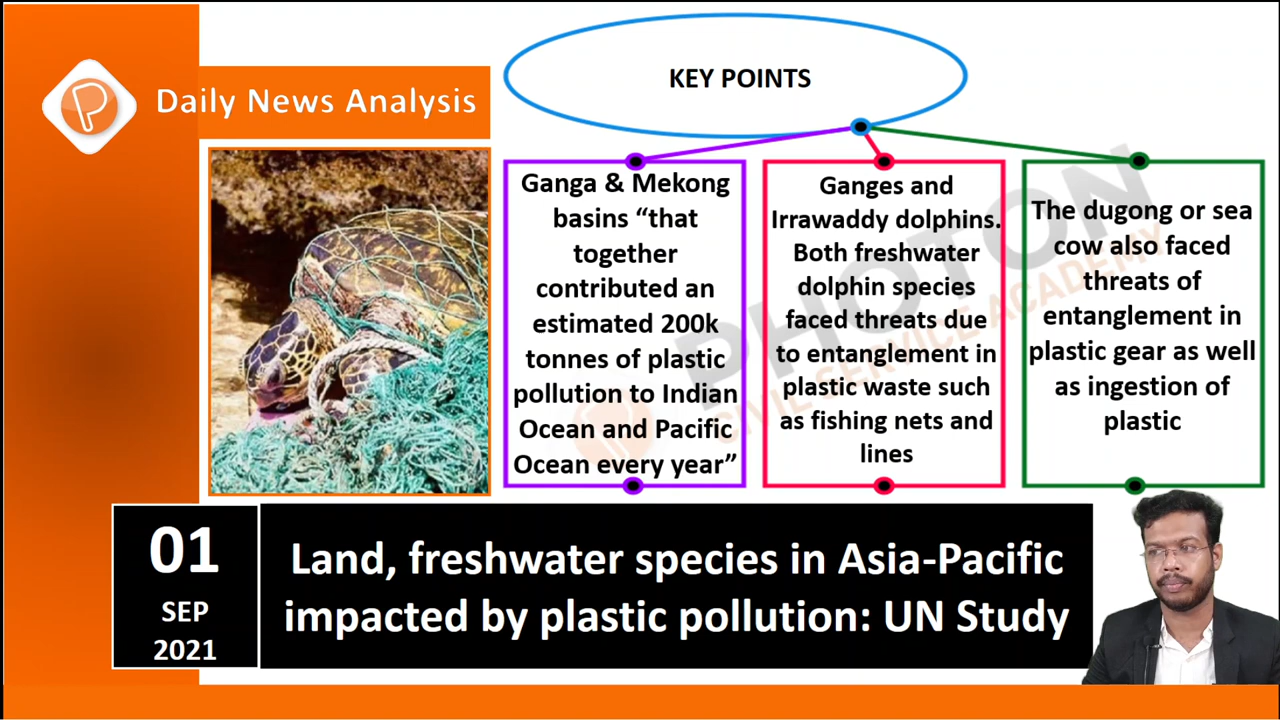 Daily News Analysis
KEY POINTS
Ganga & Mekong
basins “that
together
contributed an
estimated 200k
tonnes of plastic
pollution to Indian
Ocean and Pacific
Ocean every year”
Ganges and
Irrawaddy dolphins.
Both freshwater
dolphin species
faced threats due
to entanglement in
plastic waste such
as fishing nets and
lines
The dugong or sea
cow also faced
threats of
entanglement in
plastic gear as well
as ingestion of
plastic
PHOTON
CIVIL SERVICE ACADEMY
01
SEP
2021
Land, freshwater species in Asia-Pacific
impacted by plastic pollution: UN Study